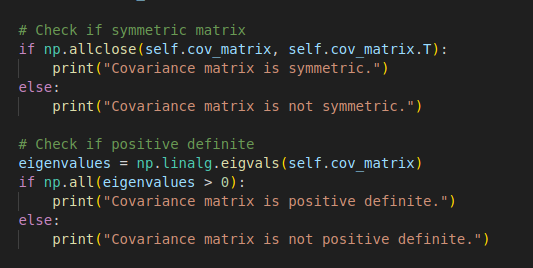 # Check if symmetric matrix
if np.allclose(self.cov_matrix, self.cov_matrix.T):
    print("Covariance matrix is symmetric.")
else:
    print("Covariance matrix is not symmetric.")

# Check if positive definite
eigenvalues = np.linalg.eigvals(self.cov_matrix)
if np.all(eigenvalues > 0):
    print("Covariance matrix is positive definite.")
else:
    print("Covariance matrix is not positive definite.")